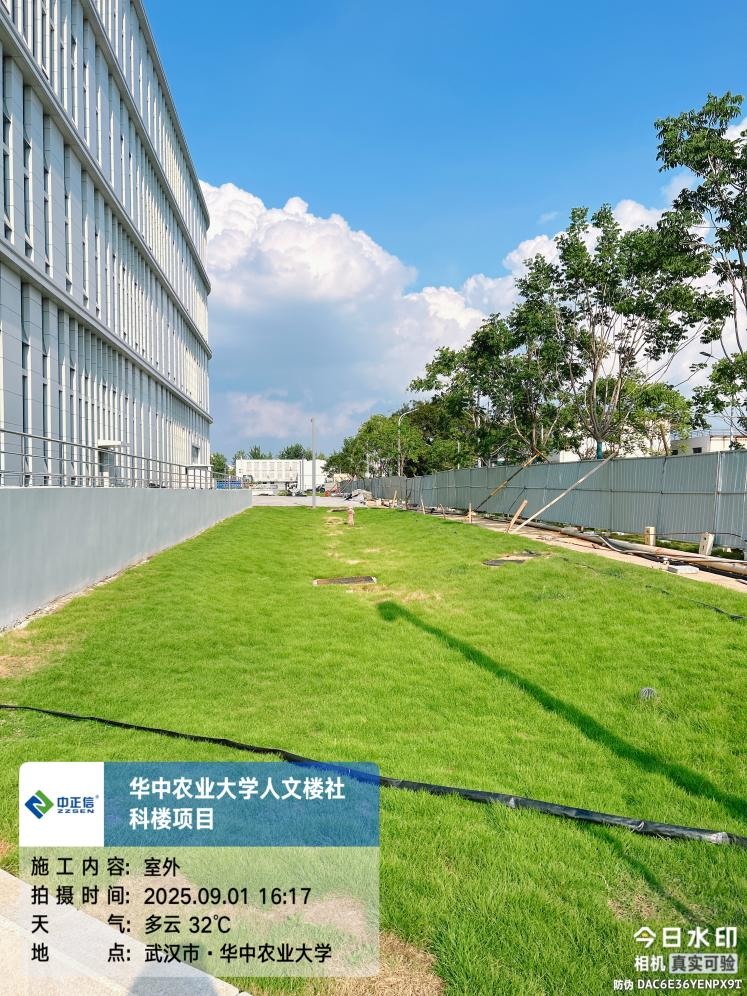 中正信®
ZZSEN
华中农业大学人文楼社
科楼项目
施工内容: 室外
拍摄时间: 2025.09.01 16:17
天气: 多云 32℃
地点: 武汉市·华中农业大学
今日水印
相机 真实可验
防伪 DAC6E36YENPX9T